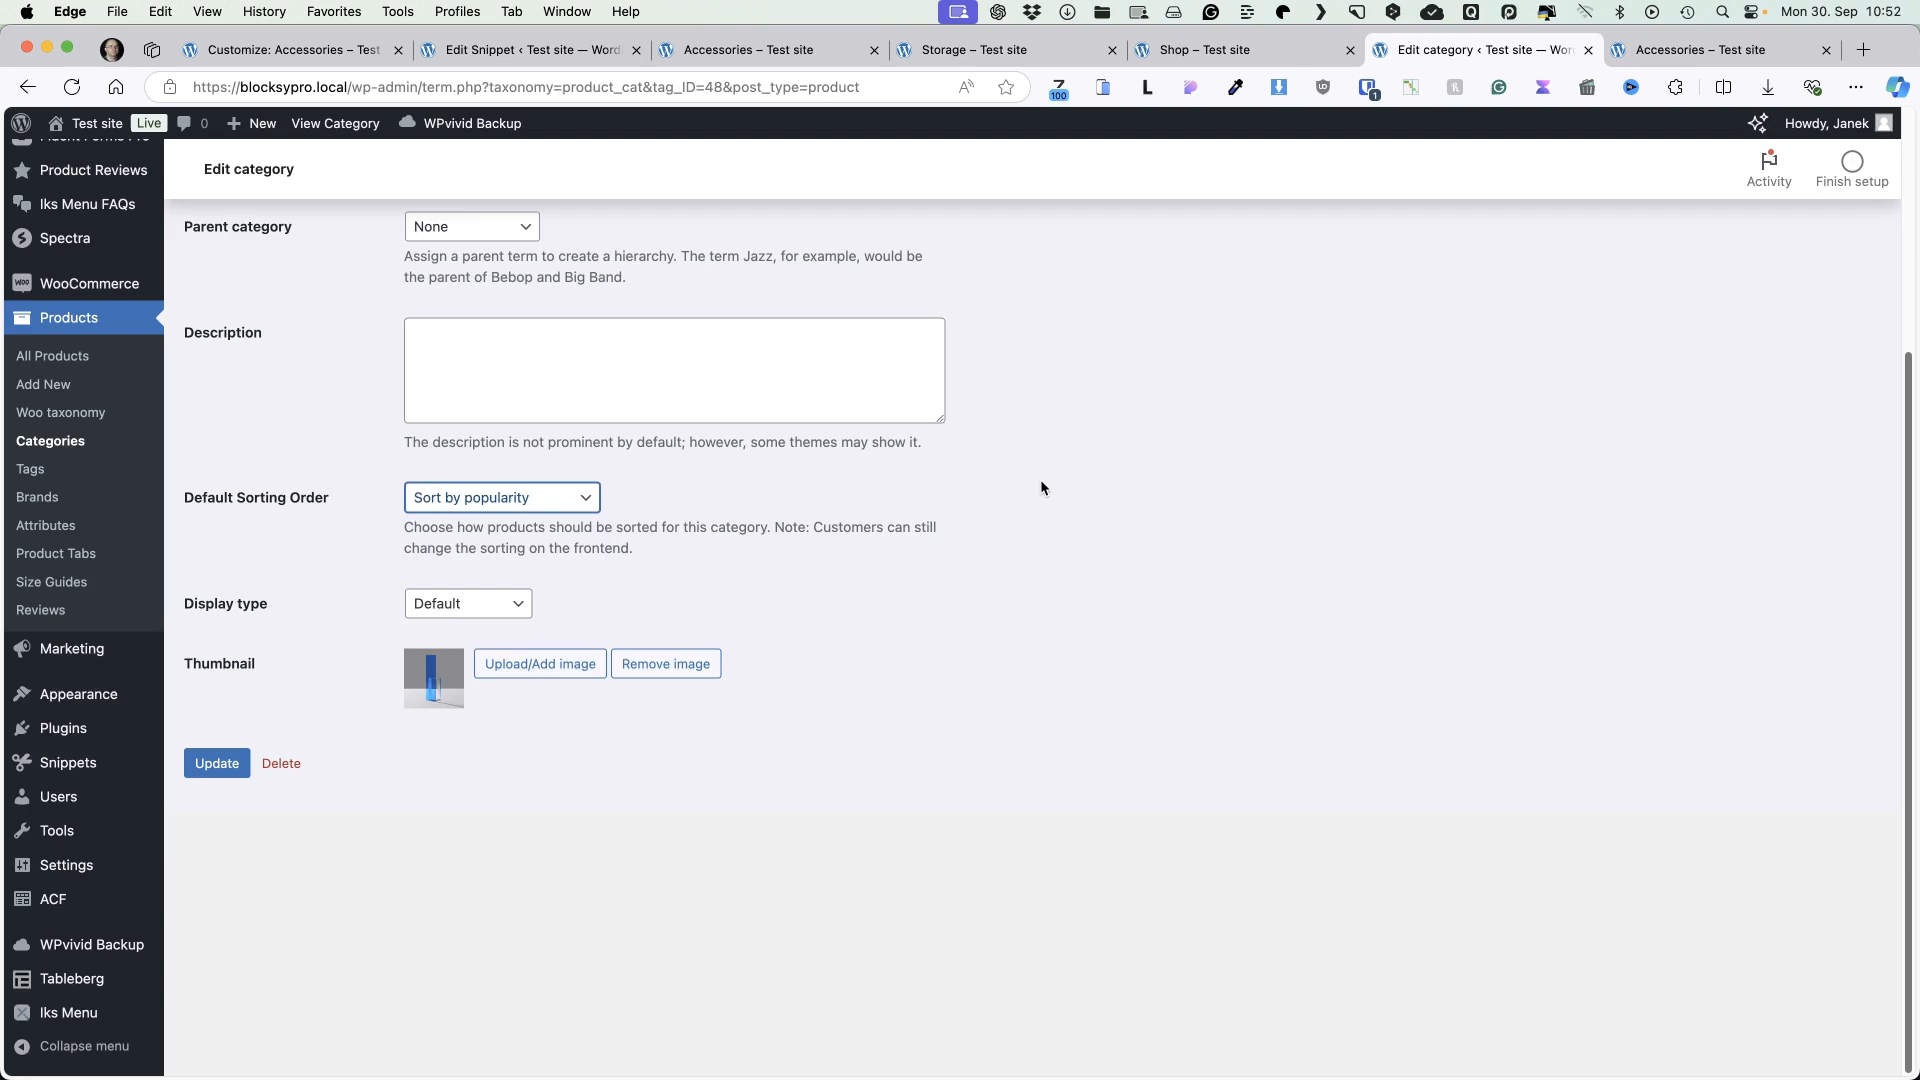 Edge File Edit View History Favorites Tools Profiles Tab Window Help
Mon 30. Sep 10:52
Customize: Accessories – Test
Edit Snippet ‹ Test site — Word
Accessories – Test site
Storage – Test site
Shop – Test site
Edit category ‹ Test site — Wor
Accessories – Test site
https://blocksypro.local/wp-admin/term.php?taxonomy=product_cat&tag_ID=48&post_type=product
100
1
Test site Live 0 New View Category WPvivid Backup
Howdy, Janek
Product Reviews
Iks Menu FAQs
Spectra
WooCommerce
Products
All Products
Add New
Woo taxonomy
Categories
Tags
Brands
Attributes
Product Tabs
Size Guides
Reviews
Marketing
Appearance
Plugins
Snippets
Users
Tools
Settings
ACF
WPvivid Backup
Tableberg
Iks Menu
Collapse menu
Edit category
Activity
Finish setup
Parent category
None
Assign a parent term to create a hierarchy. The term Jazz, for example, would be
the parent of Bebop and Big Band.
Description
The description is not prominent by default; however, some themes may show it.
Default Sorting Order
Sort by popularity
Choose how products should be sorted for this category. Note: Customers can still
change the sorting on the frontend.
Display type
Default
Thumbnail
Upload/Add image
Remove image
Update
Delete